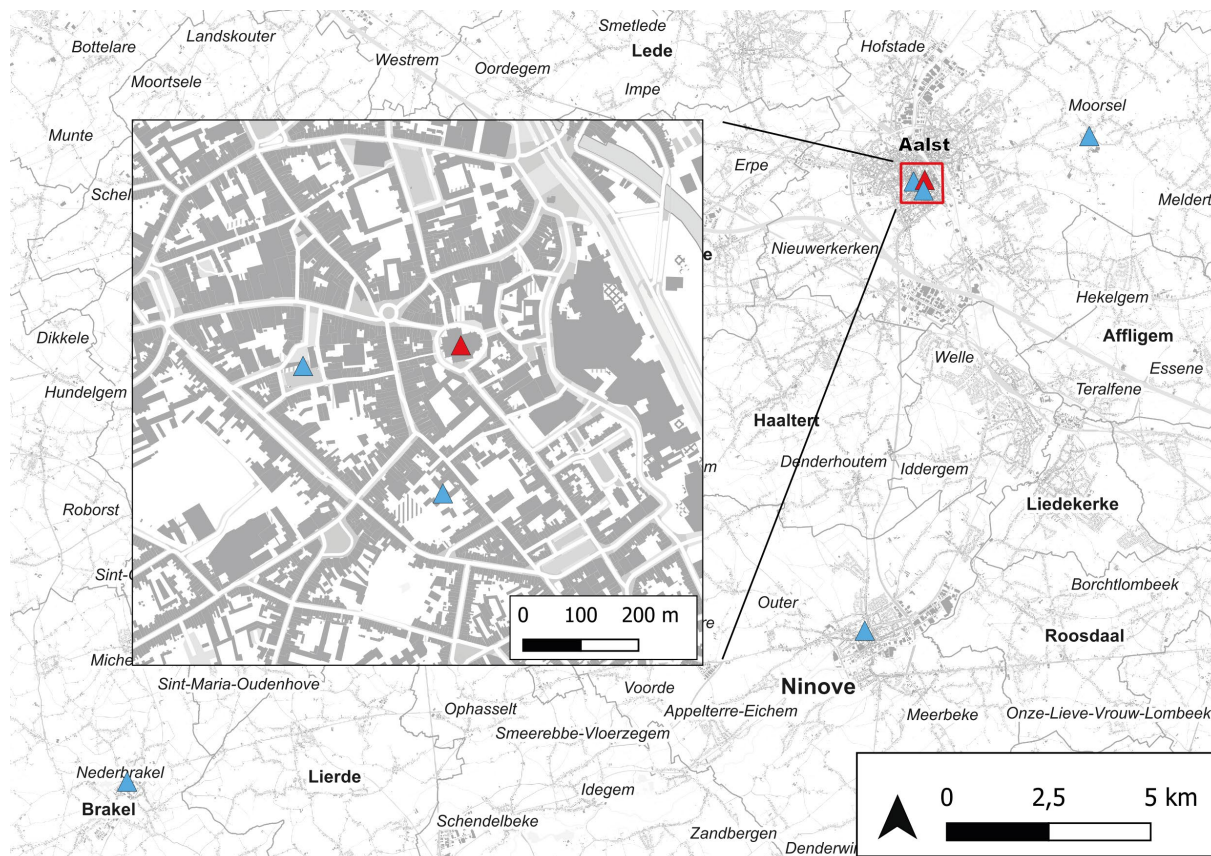 Smetlede
Landskouter
Bottelare
Lede
Hofstade
Westrem
Oordegem
Moortsele
Impe
Moorsel
Munte
Aalst
Erpe
Schel
Meldert
Nieuwerkerken
e
Hekelgem
Dikkele
Affligem
Welle
Essene
Hundelgem
Teralfene
Haaltert
Denderhoutem
Iddergem
m
Roborst
Liedekerke
Sint-G
Borchtlombeek
Outer
0 100 200 m
re
Roosdaal
Miche
Sint-Maria-Oudenhove
Voorde
Ninove
Ophasselt
Appelterre-Eichem
Meerbeke
Onze-Lieve-Vrouw-Lombeek
Smeerebbe-Vloerzegem
Nederbrakel
Lierde
Idegem
Brakel
0 2,5 5 km
Schendelbeke
Zandbergen
Denderwi